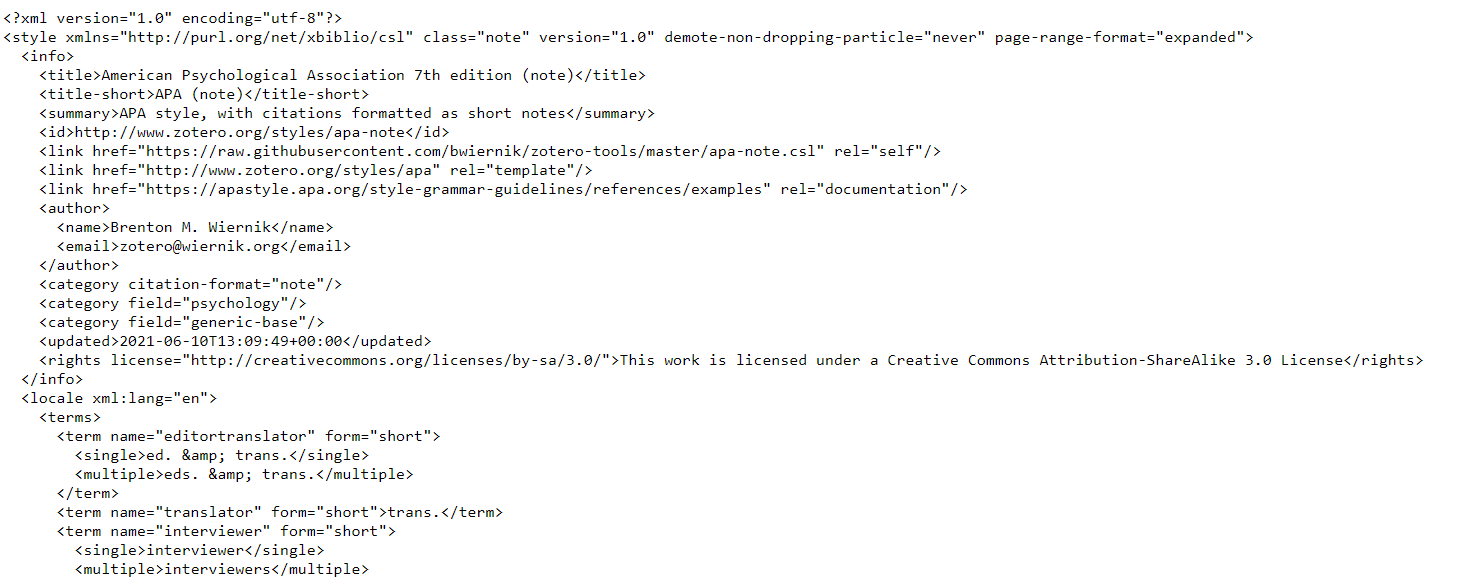 <?xml version="1.0" encoding="utf-8"?>
<style xmlns="http://purl.org/net/xbiblio/csl" class="note" version="1.0" demote-non-dropping-particle="never" page-range-format="expanded">
  <info>
    <title>American Psychological Association 7th edition (note)</title>
    <title-short>APA (note)</title-short>
    <summary>APA style, with citations formatted as short notes</summary>
    <id>http://www.zotero.org/styles/apa-note</id>
    <link href="https://raw.githubusercontent.com/bwiernik/zotero-tools/master/apa-note.csl" rel="self"/>
    <link href="http://www.zotero.org/styles/apa" rel="template"/>
    <link href="https://apastyle.apa.org/style-grammar-guidelines/references/examples" rel="documentation"/>
    <author>
      <name>Brenton M. Wiernik</name>
      <email>zotero@wiernik.org</email>
    </author>
    <category citation-format="note"/>
    <category field="psychology"/>
    <category field="generic-base"/>
    <updated>2021-06-10T13:09:49+00:00</updated>
    <rights license="http://creativecommons.org/licenses/by-sa/3.0/">This work is licensed under a Creative Commons Attribution-ShareAlike 3.0 License</rights>
  </info>
  <locale xml:lang="en">
    <terms>
      <term name="editortranslator" form="short">
        <single>ed. &amp; trans.</single>
        <multiple>eds. &amp; trans.</multiple>
      </term>
      <term name="translator" form="short">trans.</term>
      <term name="interviewer" form="short">
        <single>interviewer</single>
        <multiple>interviewers</multiple>